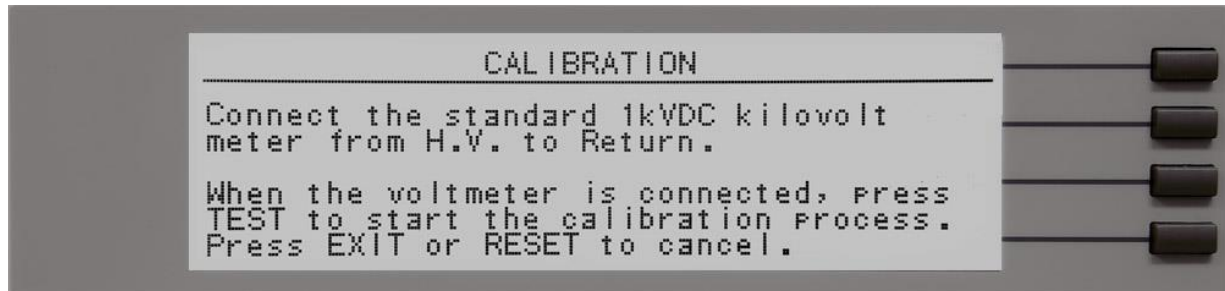 CALIBRATION
Connect the standard 1kVDC kilovolt
meter from H.V. to Return.
When the voltmeter is connected, press
TEST to start the calibration process.
Press EXIT or RESET to cancel.